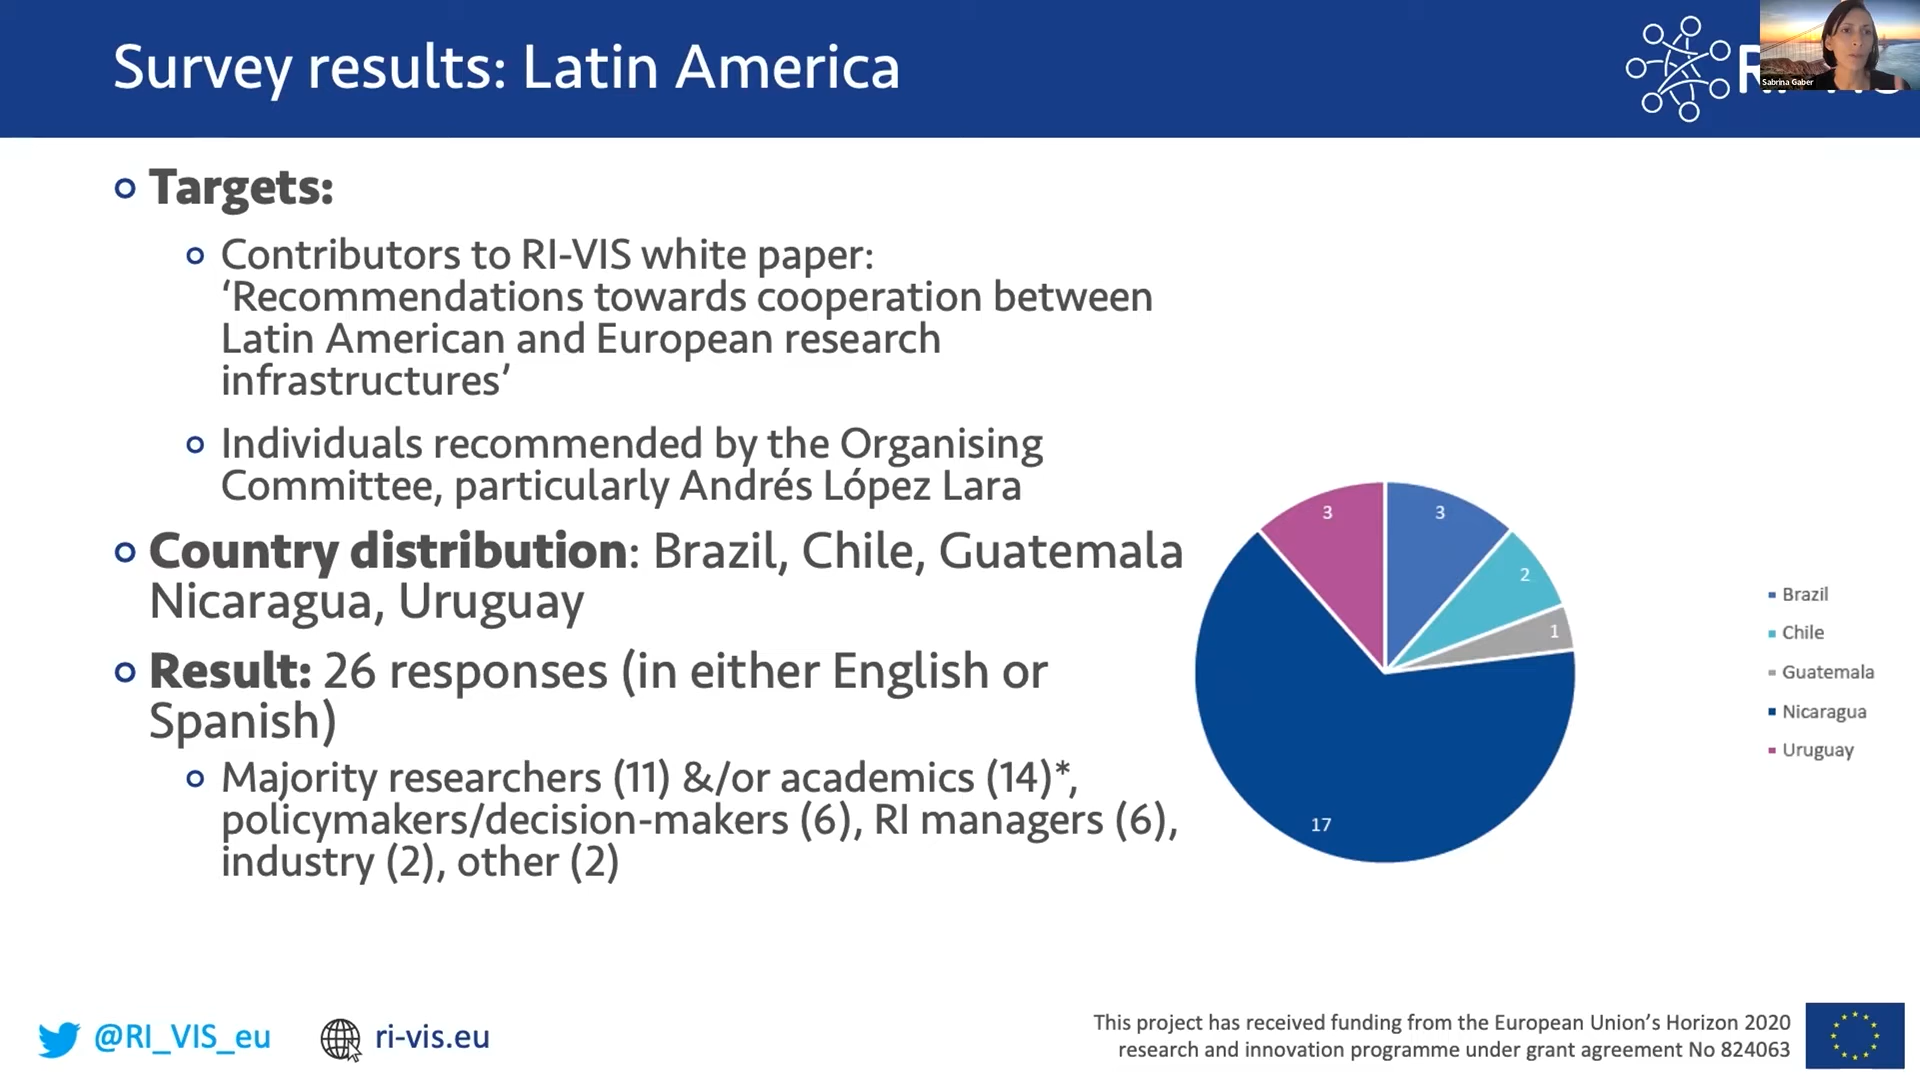 Survey results: Latin America
Sabrina Gaber
Targets:
Contributors to RI-VIS white paper:
‘Recommendations towards cooperation between
Latin American and European research
infrastructures’
Individuals recommended by the Organising
Committee, particularly Andrés López Lara
Country distribution: Brazil, Chile, Guatemala
Nicaragua, Uruguay
Result: 26 responses (in either English or
Spanish)
Majority researchers (11) &/or academics (14)*,
policymakers/decision-makers (6), RI managers (6),
industry (2), other (2)
3
3
2
1
17
Brazil
Chile
Guatemala
Nicaragua
Uruguay
@RI_VIS_eu
ri-vis.eu
This project has received funding from the European Union’s Horizon 2020
research and innovation programme under grant agreement No 824063